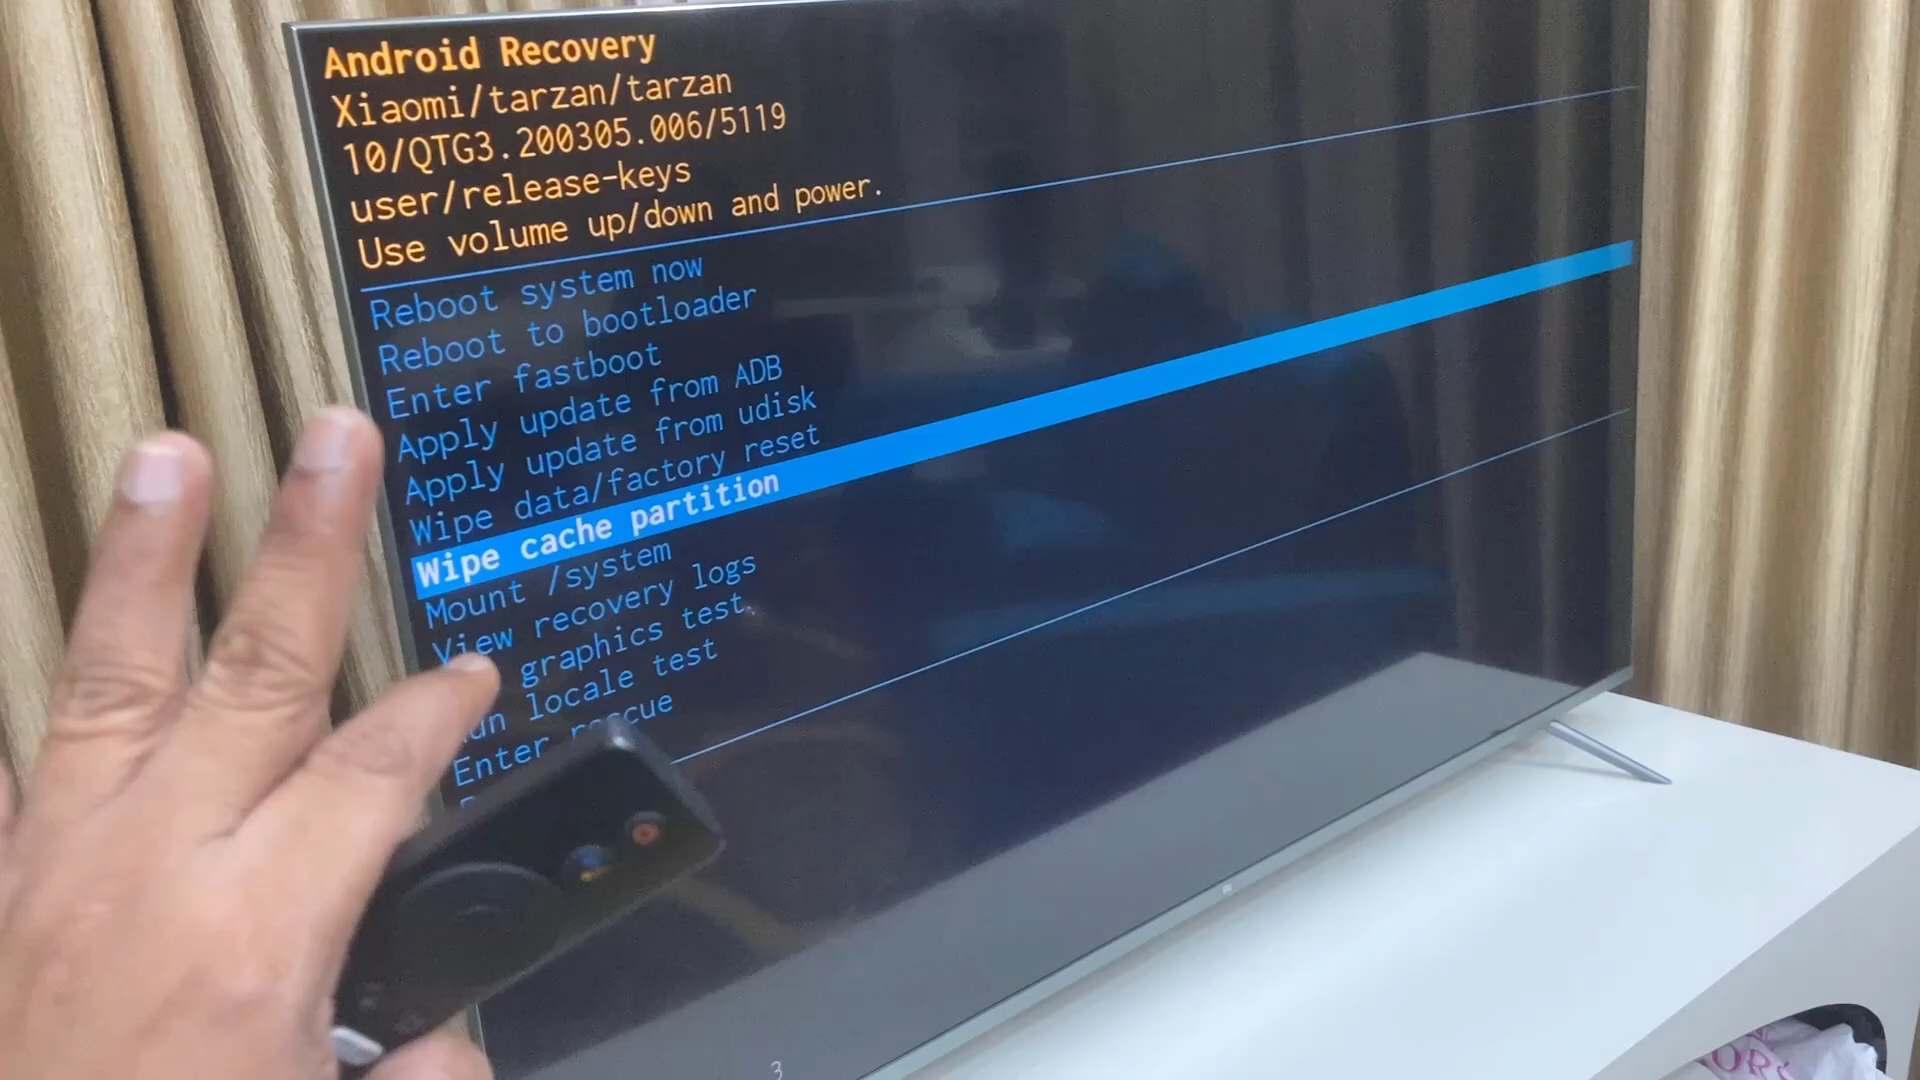 Android Recovery
Xiaomi/tarzan/tarzan
10/QTG3.200305.006/5119
user/release-keys
Use volume up/down and power.
Reboot system now
Reboot to bootloader
Enter fastboot
Apply update from ADB
Apply update from udisk
Wipe data/factory reset
Wipe cache partition
Mount /system
View recovery logs
graphics test
locale test
Enter
3